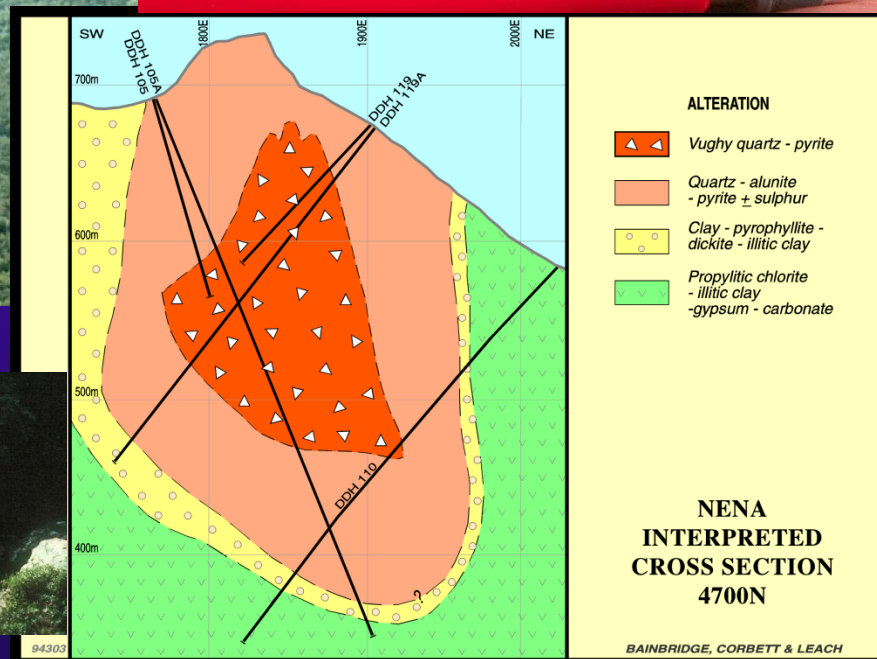 SW
1800E
1900E
2000E
NE
DDH 105A
DDH 105
DDH 119
DDH 119A
700m
600m
500m
400m
DDH 110
?
94303
ALTERATION
Vughy quartz - pyrite
Quartz - alunite
- pyrite ± sulphur
Clay - pyrophyllite -
dickite - illitic clay
Propylitic chlorite
- illitic clay
-gypsum - carbonate
NENA
INTERPRETED
CROSS SECTION
4700N
BAINBRIDGE, CORBETT & LEACH